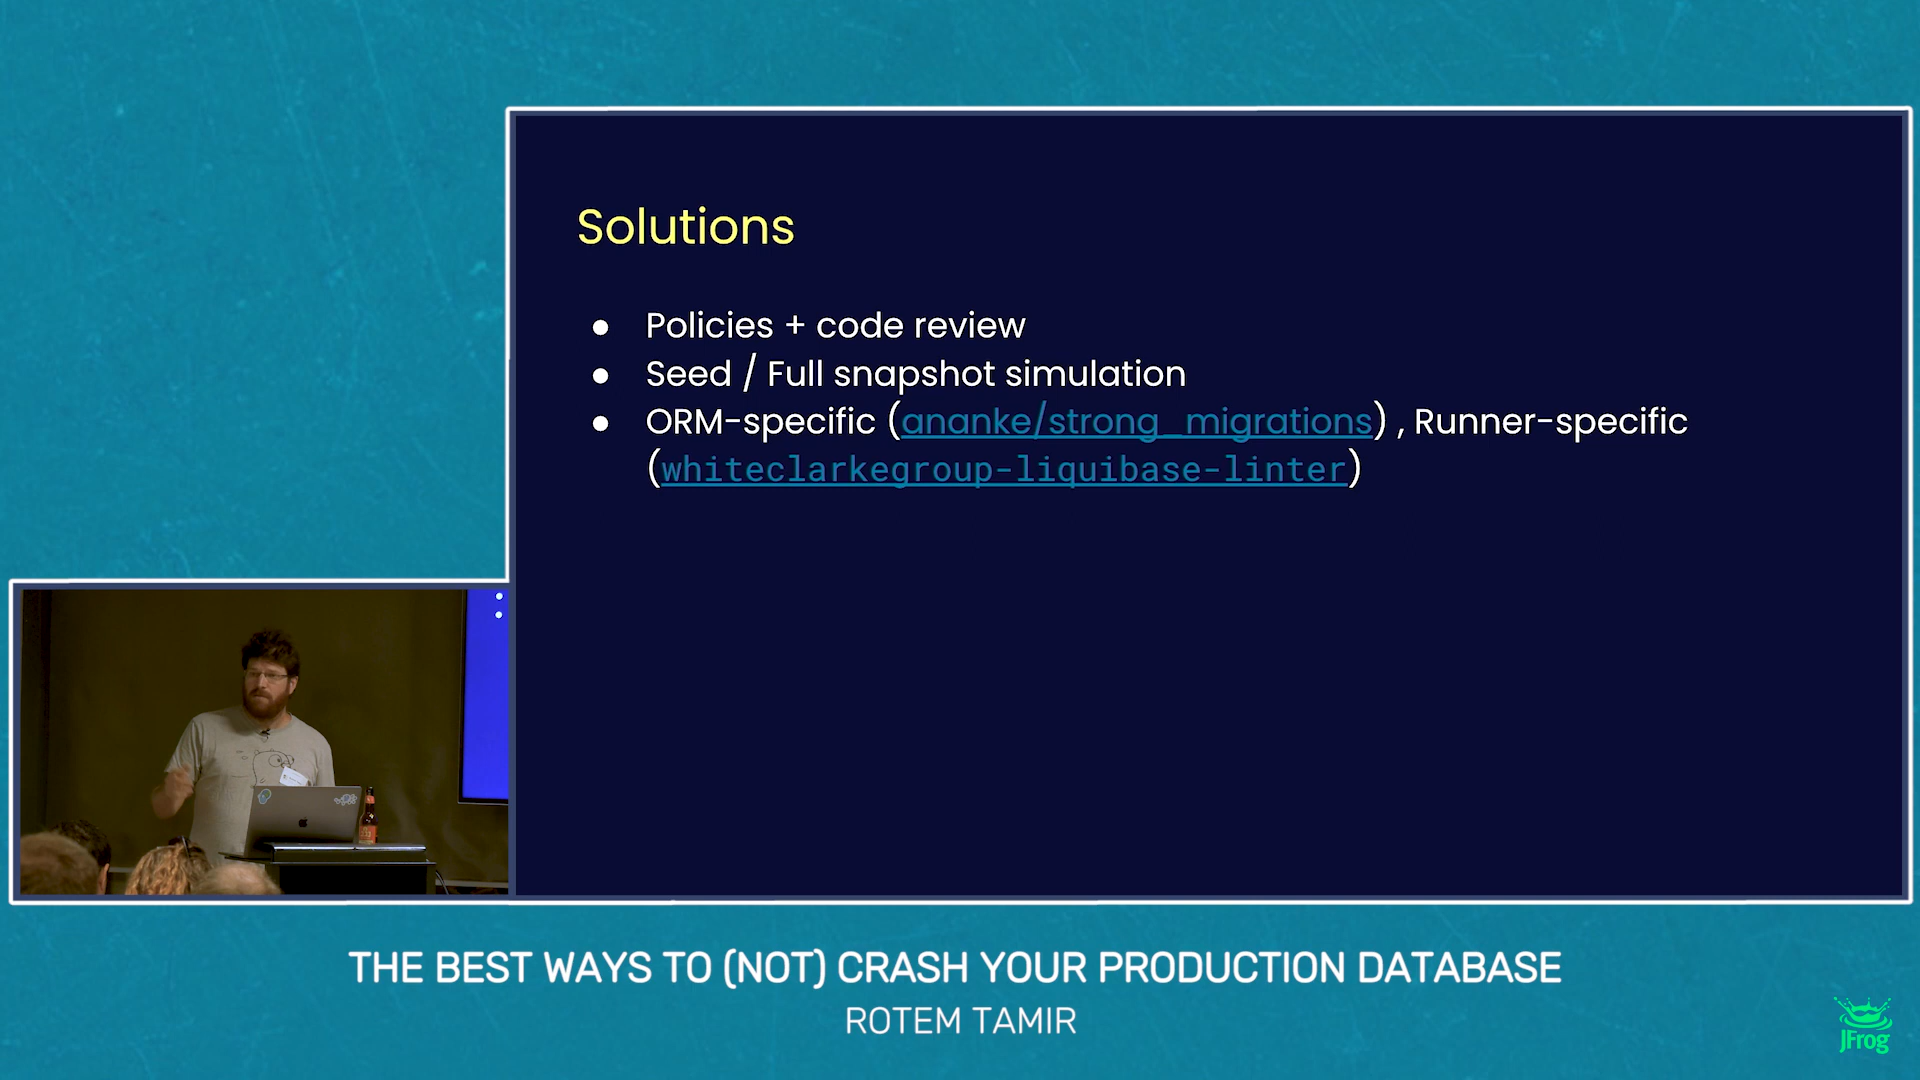 Solutions
● Policies + code review
● Seed / Full snapshot simulation
● ORM-specific (ananke/strong_migrations) , Runner-specific
(whiteclarkegroup-liquibase-linter)
THE BEST WAYS TO (NOT) CRASH YOUR PRODUCTION DATABASE
ROTEM TAMIR
JFrog